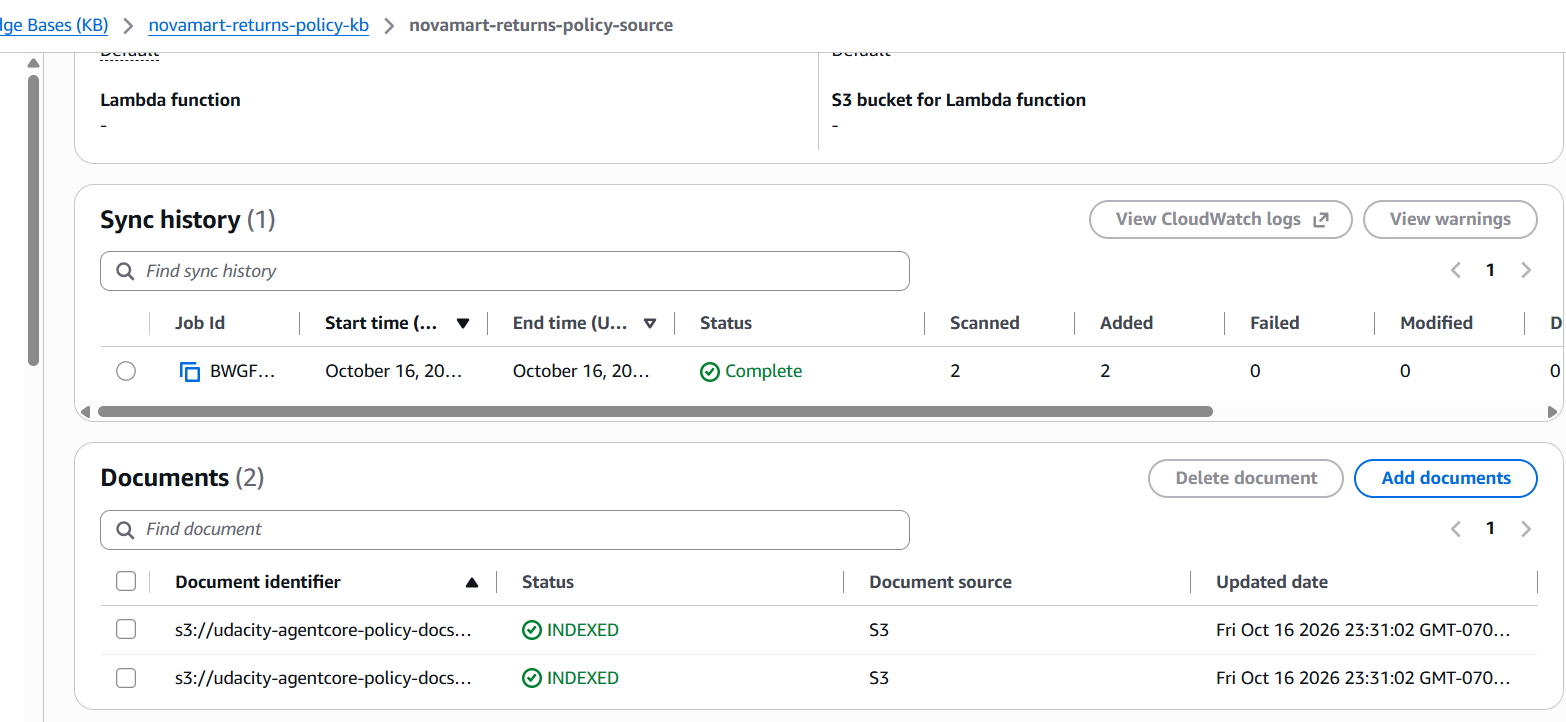 dge Bases (KB) > novamart-returns-policy-kb > novamart-returns-policy-source
Default Default
Lambda function S3 bucket for Lambda function
- -
Sync history (1) View CloudWatch logs View warnings
Find sync history 1
Job Id Start time (... End time (U... Status Scanned Added Failed Modified D
BWGF... October 16, 20... October 16, 20... Complete 2 2 0 0 0
Documents (2) Delete document Add documents
Find document 1
Document identifier Status Document source Updated date
s3://udacity-agentcore-policy-docs... INDEXED S3 Fri Oct 16 2026 23:31:02 GMT-070...
s3://udacity-agentcore-policy-docs... INDEXED S3 Fri Oct 16 2026 23:31:02 GMT-070...